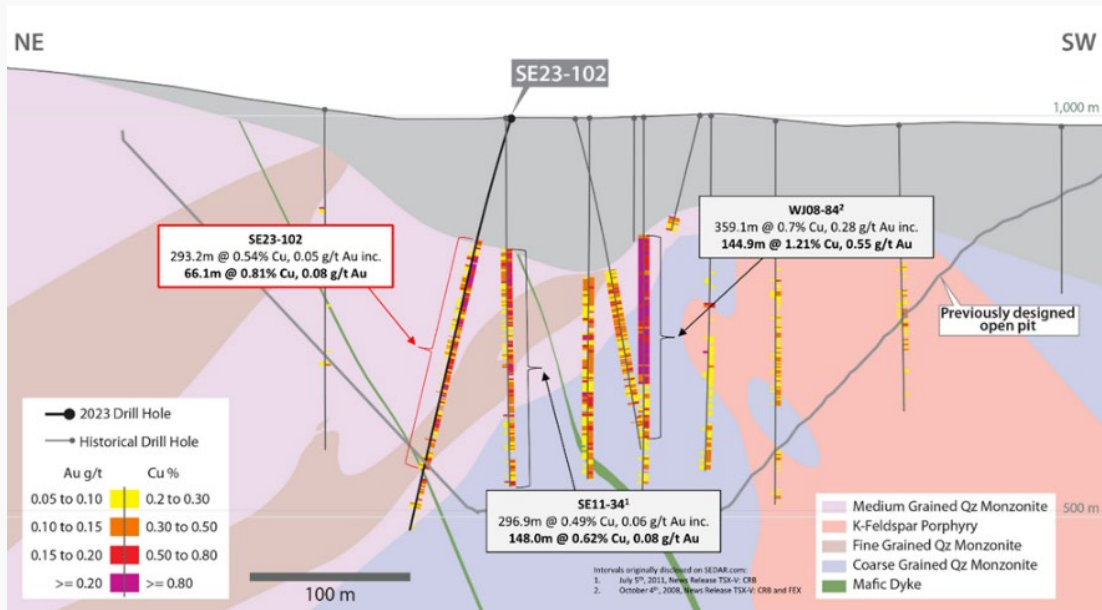 NE
SW
SE23-102
1,000 m
SE23-102
293.2m @ 0.54% Cu, 0.05 g/t Au inc.
66.1m @ 0.81% Cu, 0.08 g/t Au
WJ08-84²
359.1m @ 0.7% Cu, 0.28 g/t Au
144.9m @ 1.21% Cu, 0.55 g/t Au
Previously designed
open pit
SE11-34¹
296.9m @ 0.49% Cu, 0.06 g/t Au inc.
148.0m @ 0.62% Cu, 0.08 g/t Au
500 m
2023 Drill Hole
Historical Drill Hole
Au g/t Cu %
0.05 to 0.10 0.2 to 0.30
0.10 to 0.15 0.30 to 0.50
0.15 to 0.20 0.50 to 0.80
>= 0.20 >= 0.80
100 m
Medium Grained Qz Monzonite
K-Feldspar Porphyry
Fine Grained Qz Monzonite
Coarse Grained Qz Monzonite
Mafic Dyke
Intervals originally disclosed on SEDAR.com:
1. July 5th, 2011, News Release TSX-V: CRB
2. October 4th, 2008, News Release TSX-V: CRB and FEX